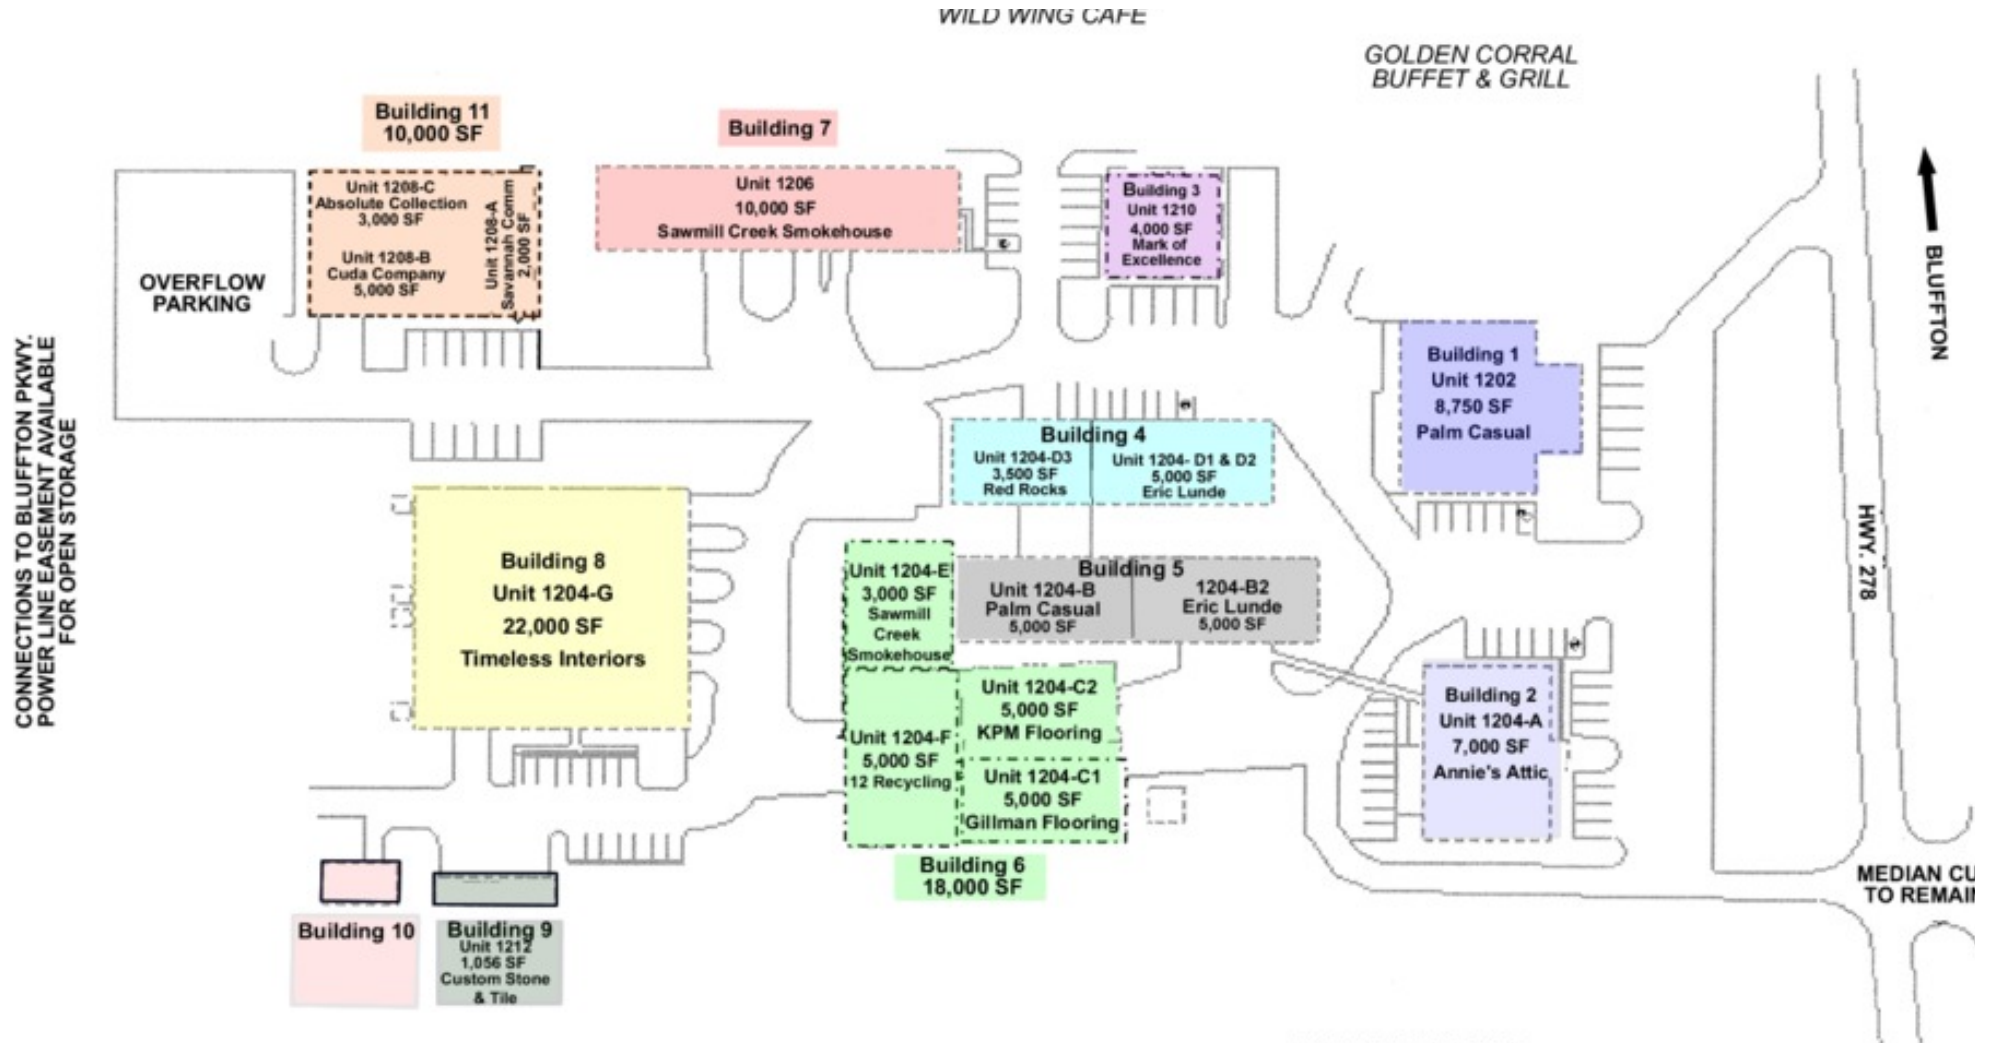 WILD WING CAFE
GOLDEN CORRAL
BUFFET & GRILL
Building 11
10,000 SF
Unit 1208-C
Absolute Collection
3,000 SF
Unit 1208-B
Cuda Company
5,000 SF
Unit 1208-A
Savannah Comm
2,000 SF
OVERFLOW
PARKING
Building 7
Unit 1206
10,000 SF
Sawmill Creek Smokehouse
Building 3
Unit 1210
4,000 SF
Mark of
Excellence
BLUFFTON
Building 1
Unit 1202
8,750 SF
Palm Casual
CONNECTIONS TO BLUFFTON PKWY.
POWER LINE EASEMENT AVAILABLE
FOR OPEN STORAGE
Building 4
Unit 1204-D3
3,500 SF
Red Rocks
Unit 1204- D1 & D2
5,000 SF
Eric Lunde
Building 8
Unit 1204-G
22,000 SF
Timeless Interiors
Unit 1204-E
3,000 SF
Sawmill
Creek
Smokehouse
Building 5
Unit 1204-B
Palm Casual
5,000 SF
1204-B2
Eric Lunde
5,000 SF
HWY. 278
Unit 1204-F
5,000 SF
12 Recycling
Unit 1204-C2
5,000 SF
KPM Flooring
Unit 1204-C1
5,000 SF
Gillman Flooring
Building 6
18,000 SF
Building 2
Unit 1204-A
7,000 SF
Annie's Attic
MEDIAN CU
TO REMAIN
Building 10
Building 9
Unit 1212
1,056 SF
Custom Stone
& Tile